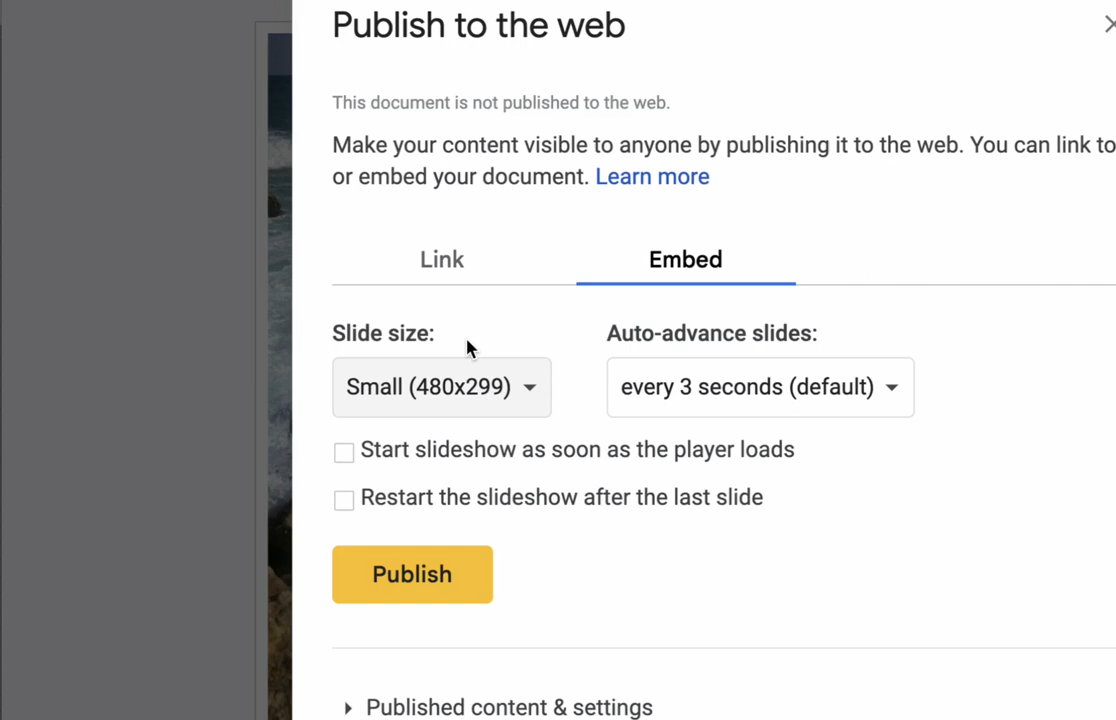 Publish to the web
This document is not published to the web.
Make your content visible to anyone by publishing it to the web. You can link to
or embed your document. Learn more
Link Embed
Slide size: Auto-advance slides:
Small (480x299) every 3 seconds (default)
Start slideshow as soon as the player loads
Restart the slideshow after the last slide
Publish
Published content & settings